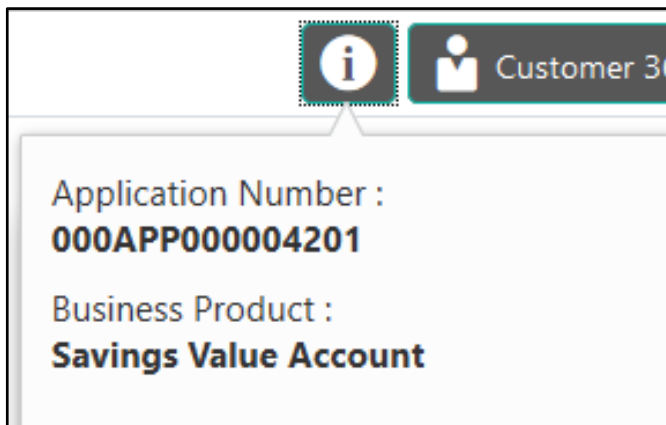 Customer 3
Application Number :
000APP000004201
Business Product :
Savings Value Account